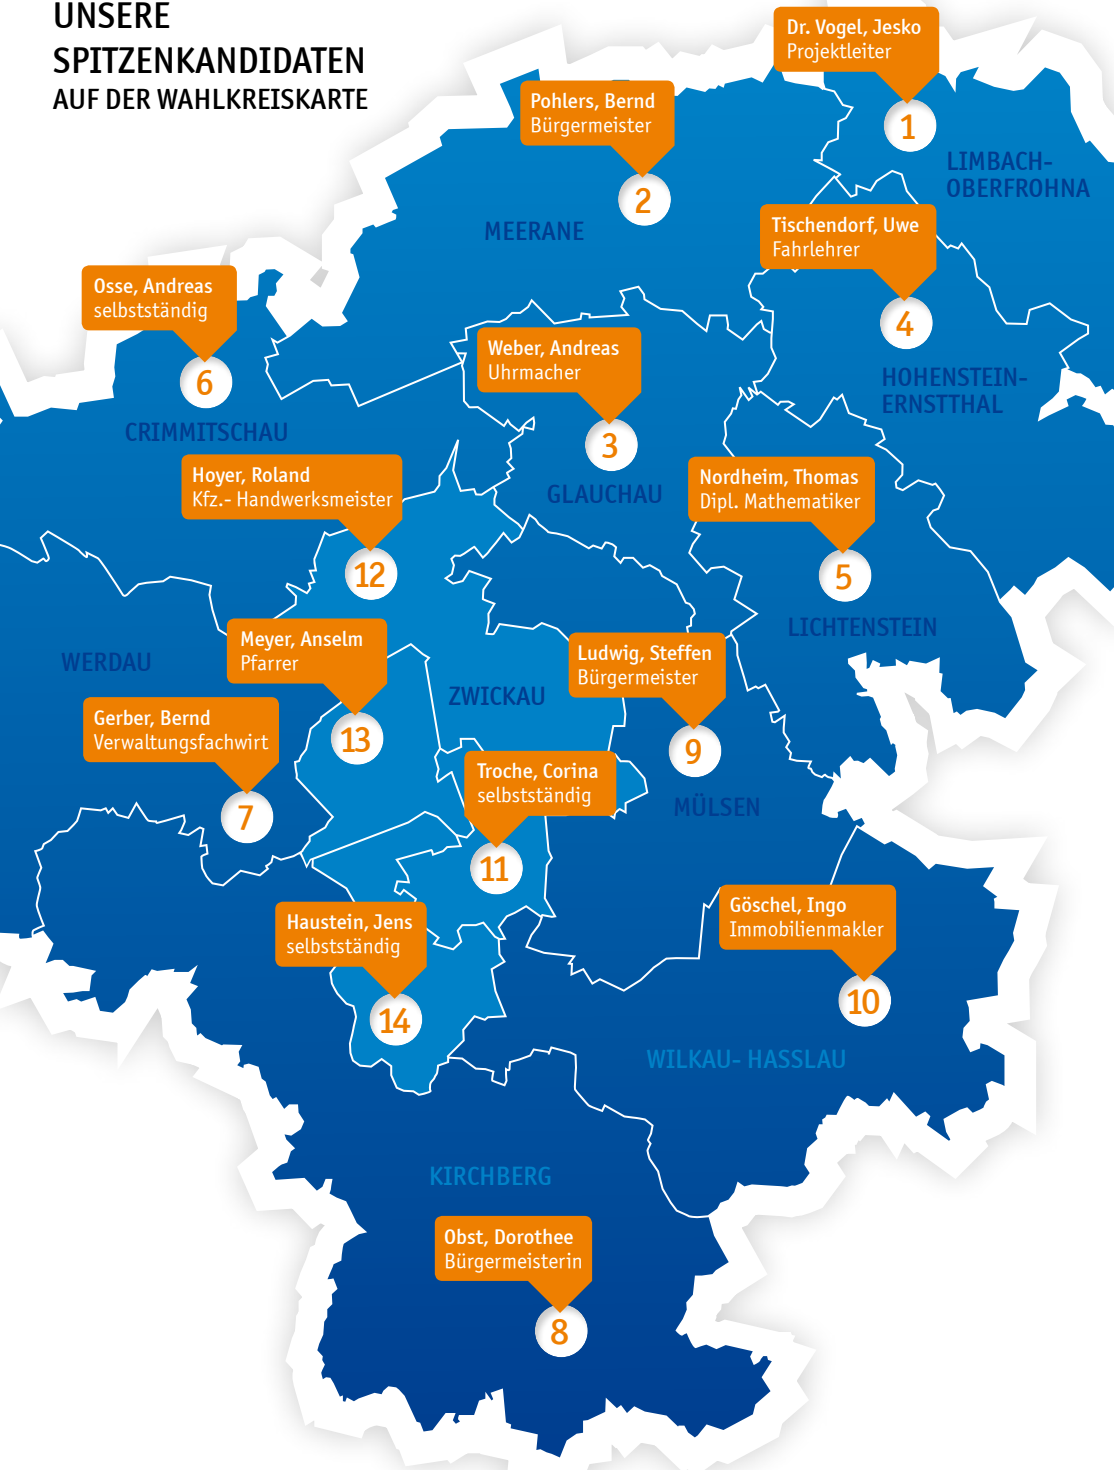 UNSERE
SPITZENKANDIDATEN
AUF DER WAHLKREISKARTE
Dr. Vogel, Jesko
Projektleiter
1
LIMBACH-
OBERFROHNA
Pohlers, Bernd
Bürgermeister
2
MEERANE
Tischendorf, Uwe
Fahrlehrer
4
HOHENSTEIN-
ERNSTTHAL
Osse, Andreas
selbstständig
6
CRIMMITSCHAU
Weber, Andreas
Uhrmacher
3
GLAUCHAU
Hoyer, Roland
Kfz.- Handwerksmeister
12
Nordheim, Thomas
Dipl. Mathematiker
5
LICHTENSTEIN
WERDAU
Meyer, Anselm
Pfarrer
13
ZWICKAU
Ludwig, Steffen
Bürgermeister
9
MÜLSEN
Gerber, Bernd
Verwaltungsfachwirt
7
Troche, Corina
selbstständig
11
Haustein, Jens
selbstständig
14
Göschel, Ingo
Immobilienmakler
10
WILKAU- HASSLAU
KIRCHBERG
Obst, Dorothee
Bürgermeisterin
8